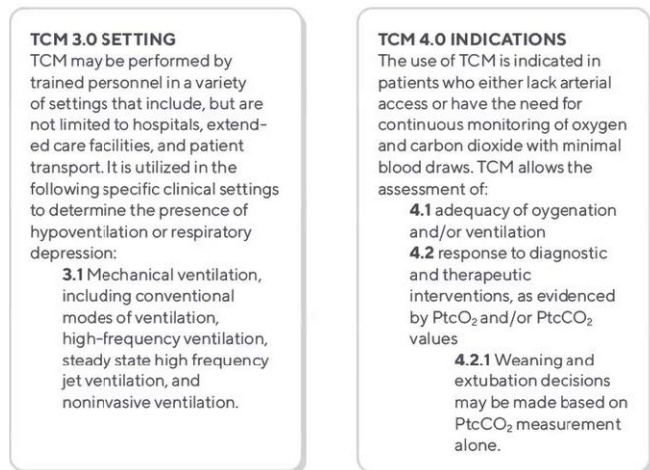 TCM 3.0 SETTING
TCM may be performed by
trained personnel in a variety
of settings that include, but are
not limited to hospitals, extend-
ed care facilities, and patient
transport. It is utilized in the
following specific clinical settings
to determine the presence of
hypoventilation or respiratory
depression:
3.1 Mechanical ventilation,
including conventional
modes of ventilation,
high-frequency ventilation,
steady state high frequency
jet ventilation, and
noninvasive ventilation.
TCM 4.0 INDICATIONS
The use of TCM is indicated in
patients who either lack arterial
access or have the need for
continuous monitoring of oxygen
and carbon dioxide with minimal
blood draws. TCM allows the
assessment of:
4.1 adequacy of oygenation
and/or ventilation
4.2 response to diagnostic
and therapeutic
interventions, as evidenced
by PtcO₂ and/or PtcCO₂
values
4.2.1 Weaning and
extubation decisions
may be made based on
PtcCO₂ measurement
alone.